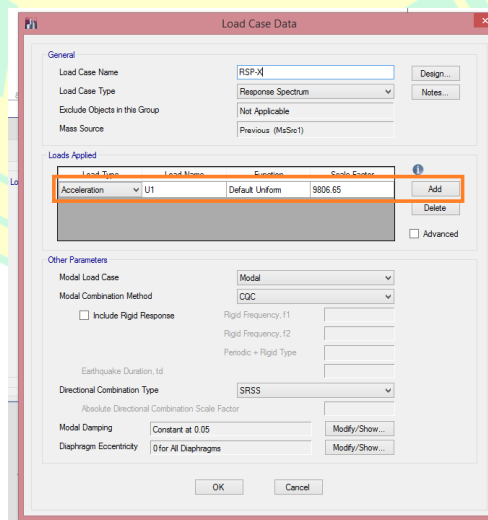 Load Case Data
General
Load Case Name RSP-X Design...
Load Case Type Response Spectrum Notes...
Exclude Objects in this Group Not Applicable
Mass Source Previous (MsSrc1)
Loads Applied
Load Type Load Name Function Scale Factor
Acceleration U1 Default Uniform 9806.65 Add
Delete
Advanced
Other Parameters
Modal Load Case Modal
Modal Combination Method CQC
Include Rigid Response Rigid Frequency, f1
Rigid Frequency, f2
Periodic + Rigid Type
Earthquake Duration, td
Directional Combination Type SRSS
Absolute Directional Combination Scale Factor
Modal Damping Constant at 0.05 Modify/Show...
Diaphragm Eccentricity 0 for All Diaphragms Modify/Show...
OK Cancel